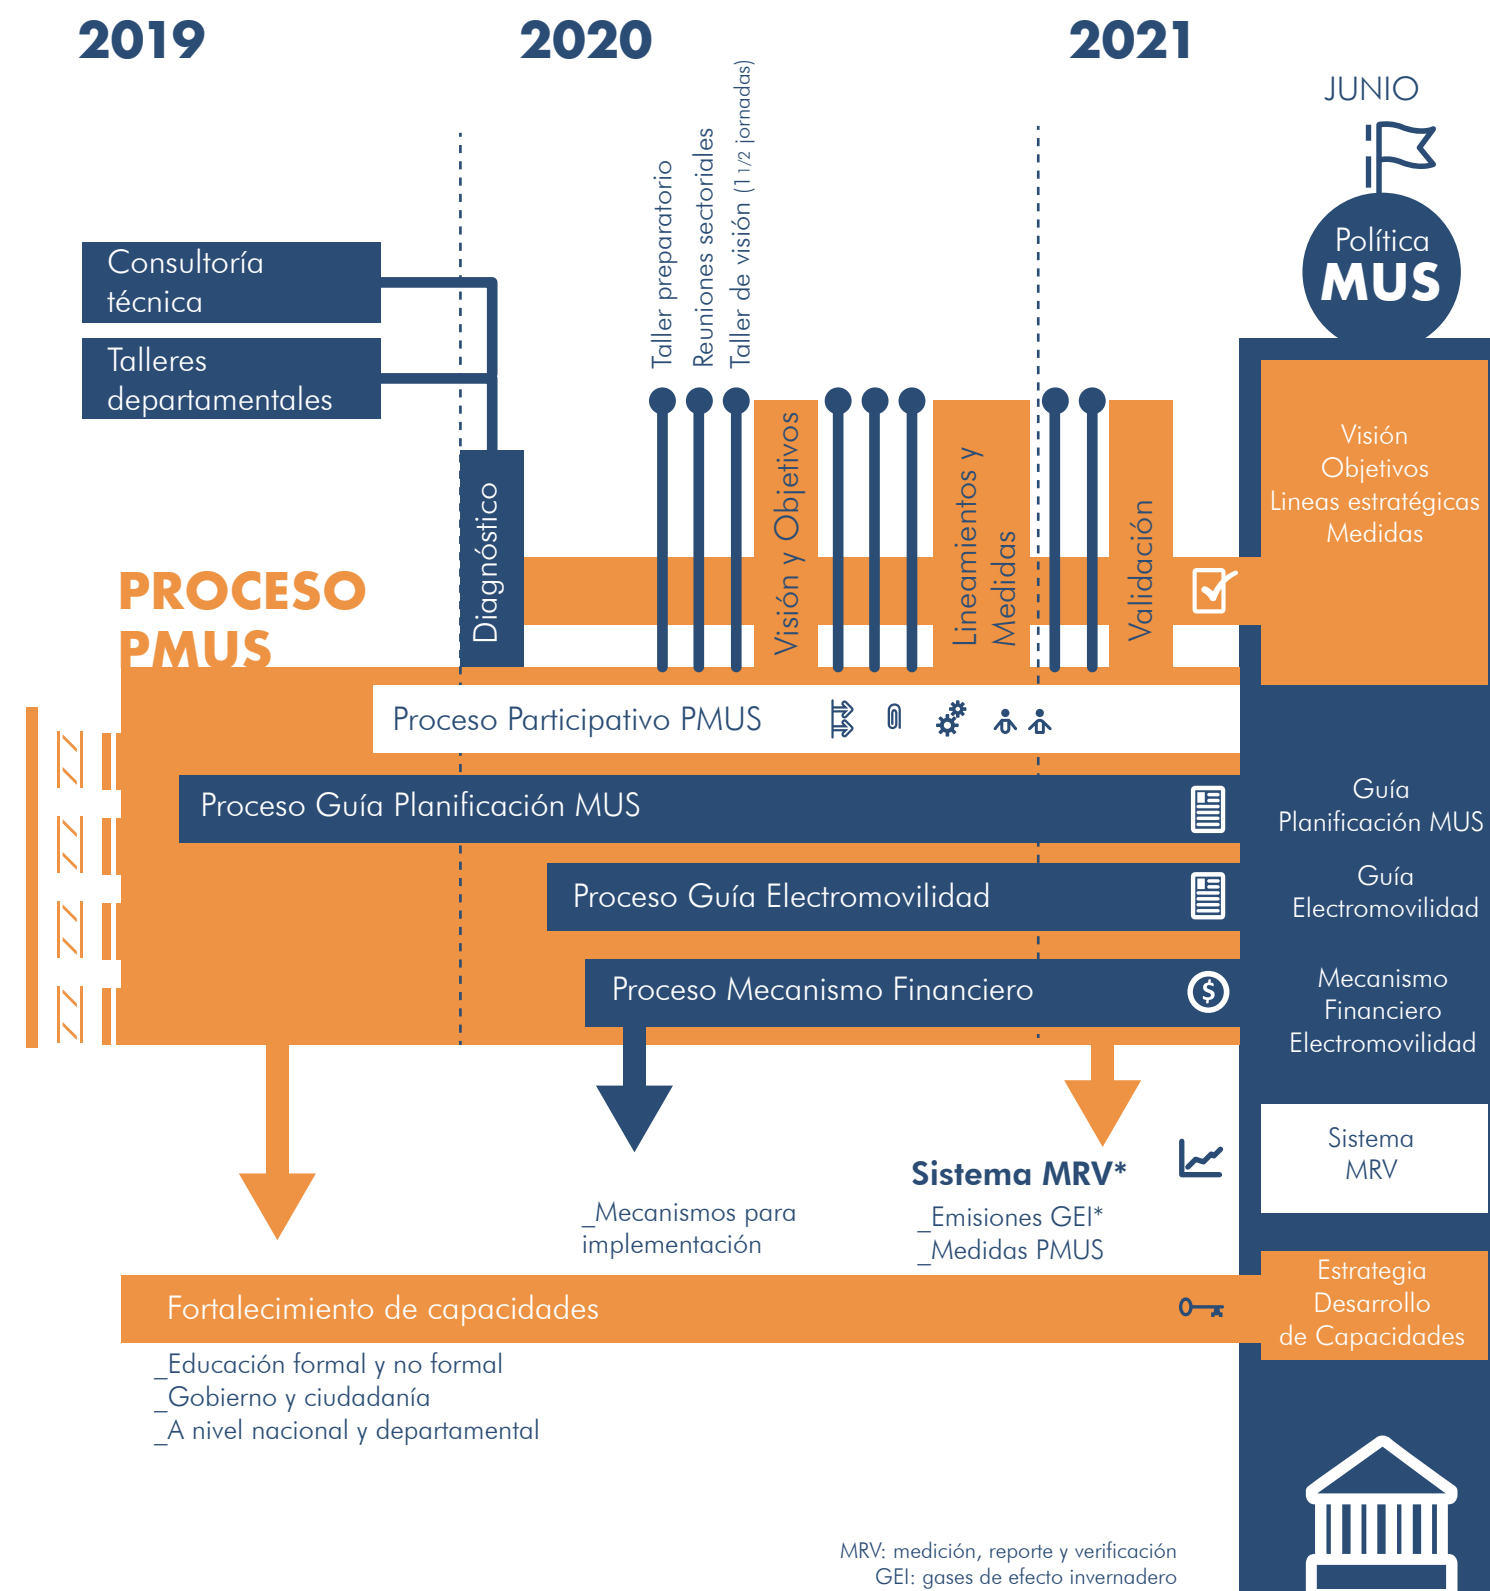 2019
2020
2021
JUNIO
Política
MUS
Taller preparatorio
Reuniones sectoriales
Taller de visión (1 1/2 jornadas)
Consultoría
técnica
Talleres
departamentales
Diagnóstico
Visión y Objetivos
Lineamientos y
Medidas
Validación
Visión
Objetivos
Lineas estratégicas
Medidas
PROCESO
PMUS
Proceso Participativo PMUS
Proceso Guía Planificación MUS
Guía
Planificación MUS
Proceso Guía Electromovilidad
Guía
Electromovilidad
Proceso Mecanismo Financiero
$
Mecanismo
Financiero
Electromovilidad
_Mecanismos para
implementación
Sistema MRV*
_Emisiones GEI*
_Medidas PMUS
Sistema
MRV
Fortalecimiento de capacidades
Estrategia
Desarrollo
de Capacidades
_Educación formal y no formal
_Gobierno y ciudadanía
_A nivel nacional y departamental
MRV: medición, reporte y verificación
GEI: gases de efecto invernadero